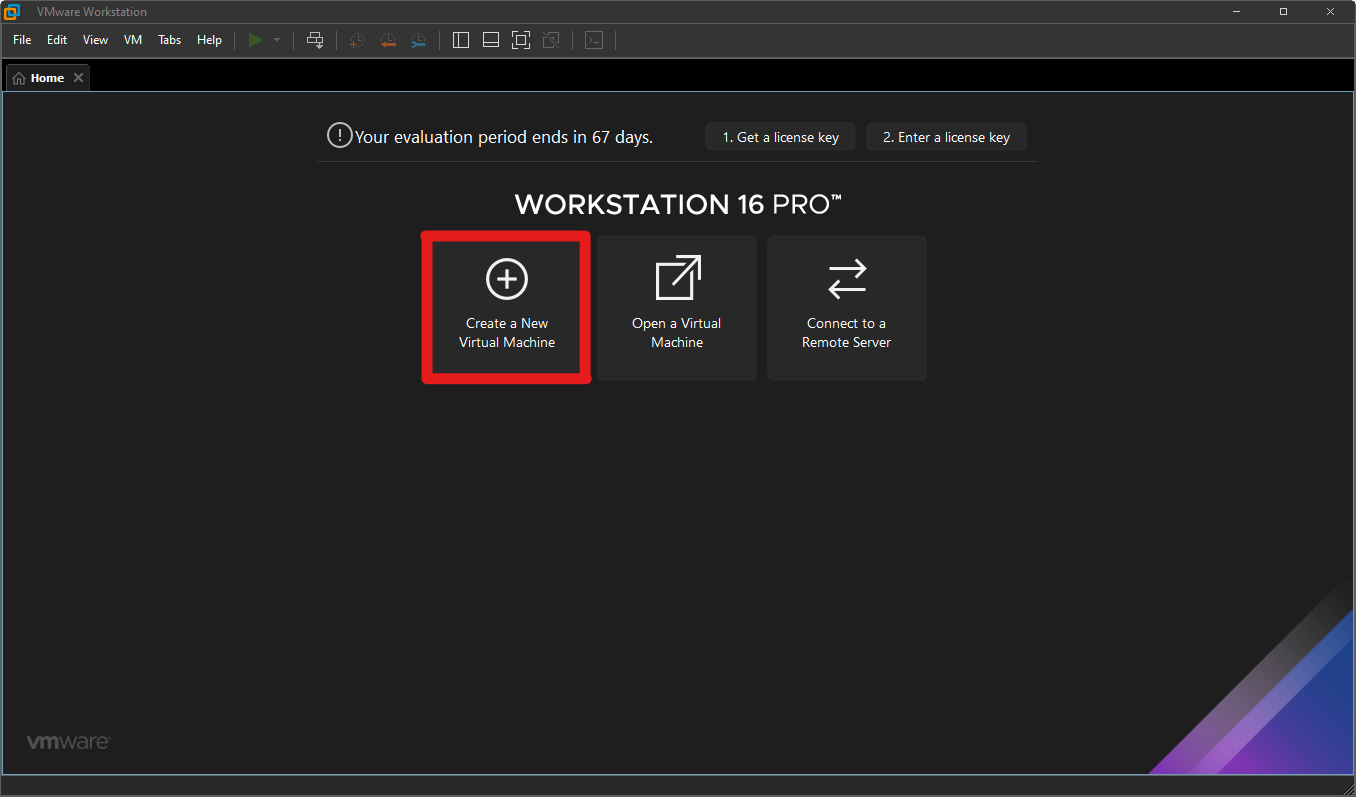 VMware Workstation
File Edit View VM Tabs Help
Home
Your evaluation period ends in 67 days. 1. Get a license key 2. Enter a license key
WORKSTATION 16 PRO™
Create a New
Virtual Machine
Open a Virtual
Machine
Connect to a
Remote Server
vmware